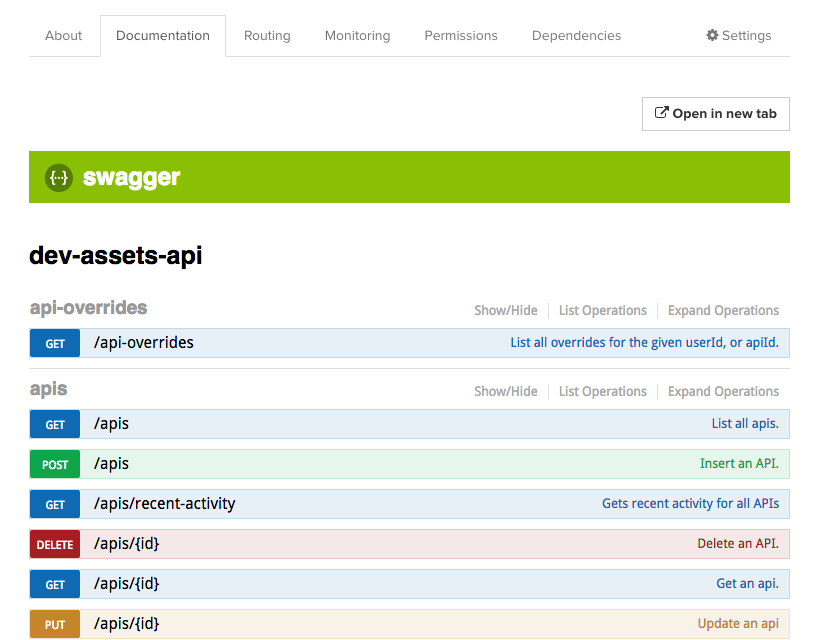 About Documentation Routing Monitoring Permissions Dependencies Settings
Open in new tab
{··} swagger
dev-assets-api
api-overrides Show/Hide List Operations Expand Operations
GET /api-overrides List all overrides for the given userId, or apiId.
apis Show/Hide List Operations Expand Operations
GET /apis List all apis.
POST /apis Insert an API.
GET /apis/recent-activity Gets recent activity for all APIs
DELETE /apis/{id} Delete an API.
GET /apis/{id} Get an api.
PUT /apis/{id} Update an api